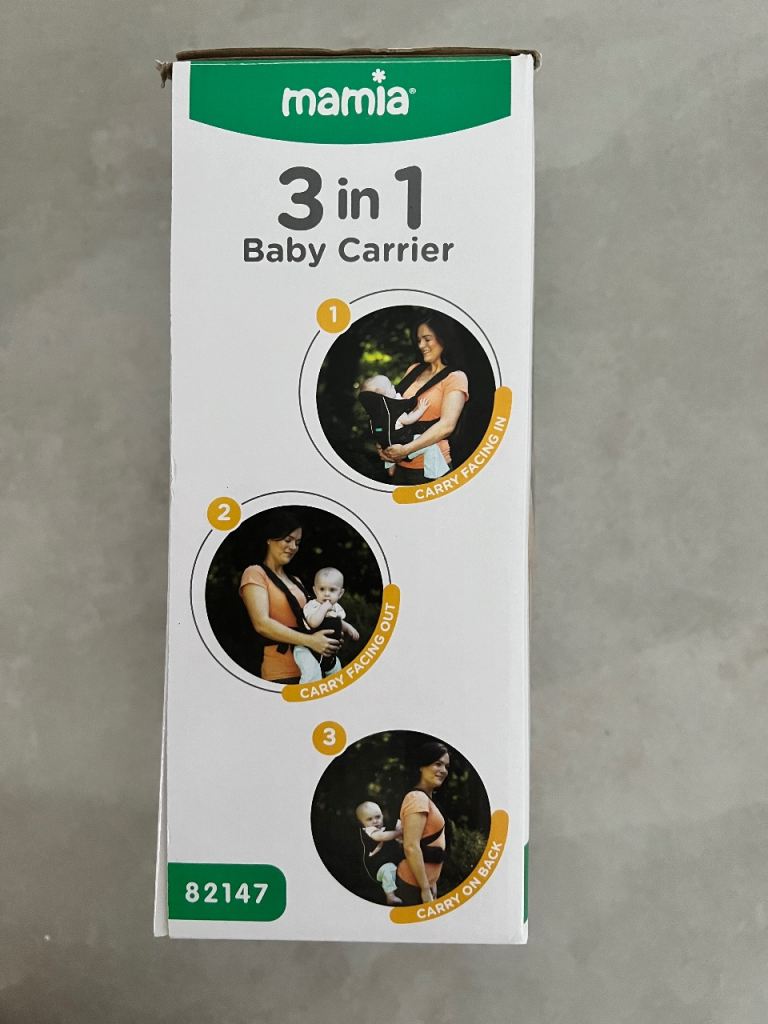 mamia®
3 in 1
Baby Carrier
1
CARRY FACING IN
2
CARRY FACING OUT
3
CARRY ON BACK
82147